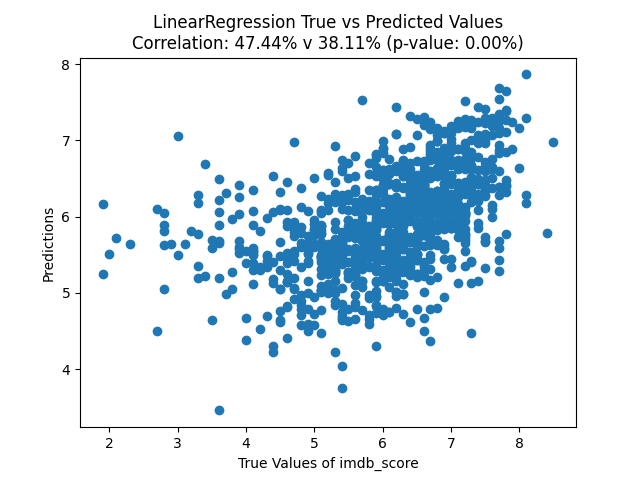 LinearRegression True vs Predicted Values
Correlation: 47.44% v 38.11% (p-value: 0.00%)
8
7
6
5
4
Predictions
2 3 4 5 6 7 8
True Values of imdb_score